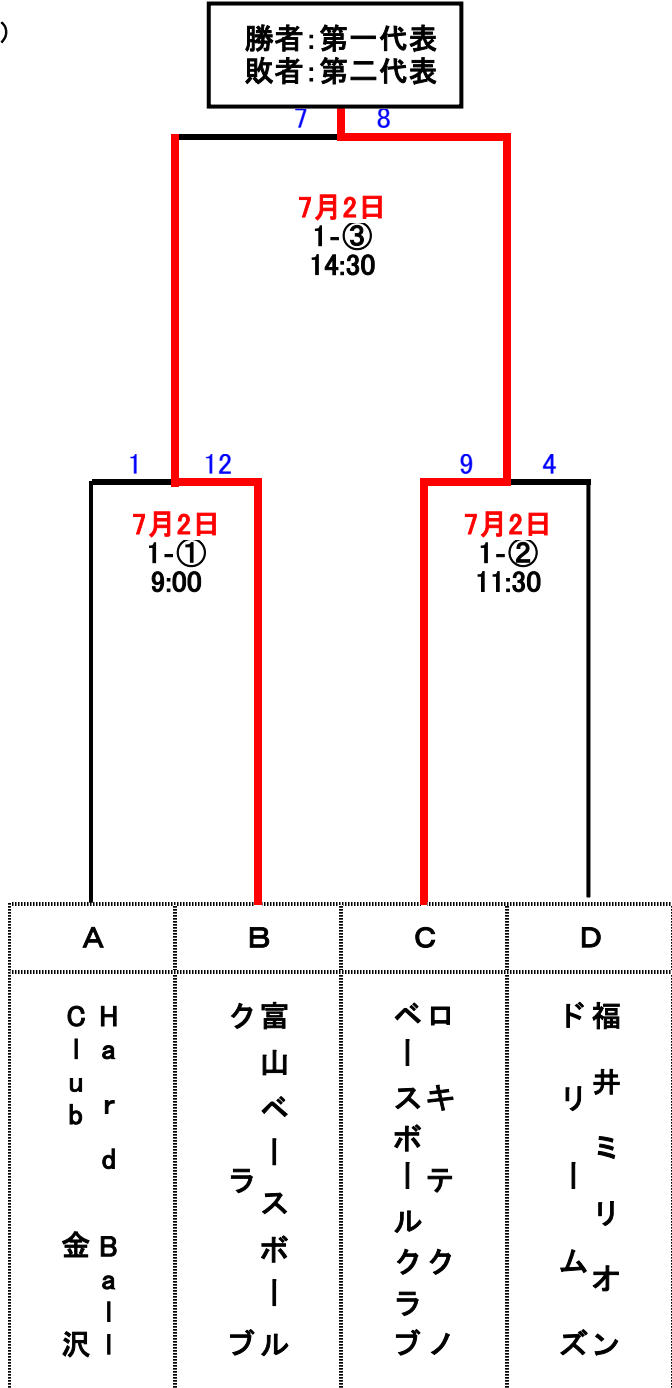 )
勝者：第一代表
敗者：第二代表
7 8
7月2日
1-③
14:30
1 12 9 4
7月2日
1-①
9:00
7月2日
1-②
11:30
A B C D
Hard Ball
Club 金沢
富山ベースボール
クラブ
ロキテクノ
ベースボールクラブ
福井ミリオン
ドリームズ